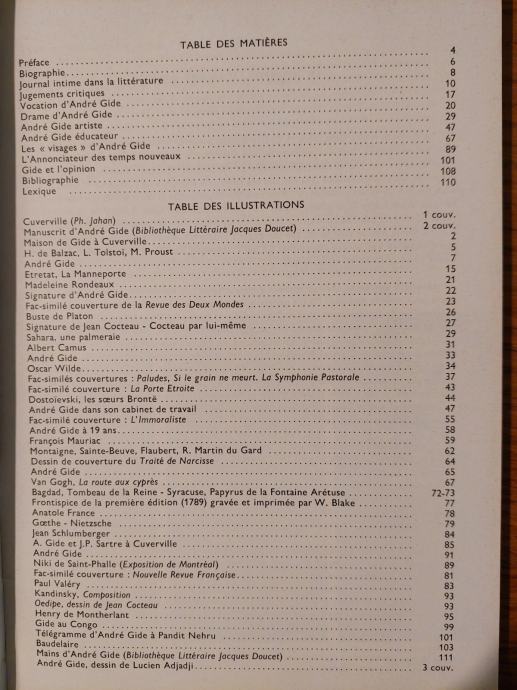 TABLE DES MATIÈRES
Préface ........ 4
Biographie ........ 6
Journal intime dans la littérature ........ 8
Jugements critiques ........ 10
Vocation d'André Gide ........ 17
Drame d'André Gide ........ 20
André Gide artiste ........ 29
André Gide éducateur ........ 47
Les « visages » d'André Gide ........ 67
L'Annonciateur des temps nouveaux ........ 89
Gide et l'opinion ........ 101
Bibliographie ........ 108
Lexique ........ 110
TABLE DES ILLUSTRATIONS
Cuverville (Ph. Jahan) ........ 1 couv.
Manuscrit d'André Gide (Bibliothèque Littéraire Jacques Doucet) ........ 2 couv.
Maison de Gide à Cuverville ........ 2
H. de Balzac, L. Tolstoï, M. Proust ........ 5
André Gide ........ 7
Etretat, La Manneporte ........ 15
Madeleine Rondeaux ........ 21
Signature d'André Gide ........ 22
Fac-similé couverture de la Revue des Deux Mondes ........ 23
Buste de Platon ........ 26
Signature de Jean Cocteau - Cocteau par lui-même ........ 27
Sahara, une palmeraie ........ 29
Albert Camus ........ 31
André Gide ........ 33
Oscar Wilde ........ 34
Fac-similés couvertures : Paludes, Si le grain ne meurt. La Symphonie Pastorale ........ 37
Fac-similé couverture : La Porte Etroite ........ 43
Dostoïevski, les sœurs Brontë ........ 44
André Gide dans son cabinet de travail ........ 47
Fac-similé couverture : L'Immoraliste ........ 55
André Gide à 19 ans ........ 58
François Mauriac ........ 59
Montaigne, Sainte-Beuve, Flaubert, R. Martin du Gard ........ 62
Dessin de couverture du Traité de Narcisse ........ 64
André Gide ........ 65
Van Gogh, La route aux cyprès ........ 67
Bagdad, Tombeau de la Reine - Syracuse, Papyrus de la Fontaine Arétuse ........ 72-73
Frontispice de la première édition (1789) gravée et imprimée par W. Blake ........ 77
Anatole France ........ 78
Gœthe - Nietzsche ........ 79
Jean Schlumberger ........ 84
A. Gide et J.P. Sartre à Cuverville ........ 85
André Gide ........ 91
Niki de Saint-Phalle (Exposition de Montréal) ........ 89
Fac-similé couverture : Nouvelle Revue Française ........ 81
Paul Valéry ........ 83
Kandinsky, Composition ........ 93
Oedipe, dessin de Jean Cocteau ........ 93
Henry de Montherlant ........ 95
Gide au Congo ........ 99
Télégramme d'André Gide à Pandit Nehru ........ 101
Baudelaire ........ 103
Mains d'André Gide (Bibliothèque Littéraire Jacques Doucet) ........ 111
André Gide, dessin de Lucien Adjadji ........ 3 couv.